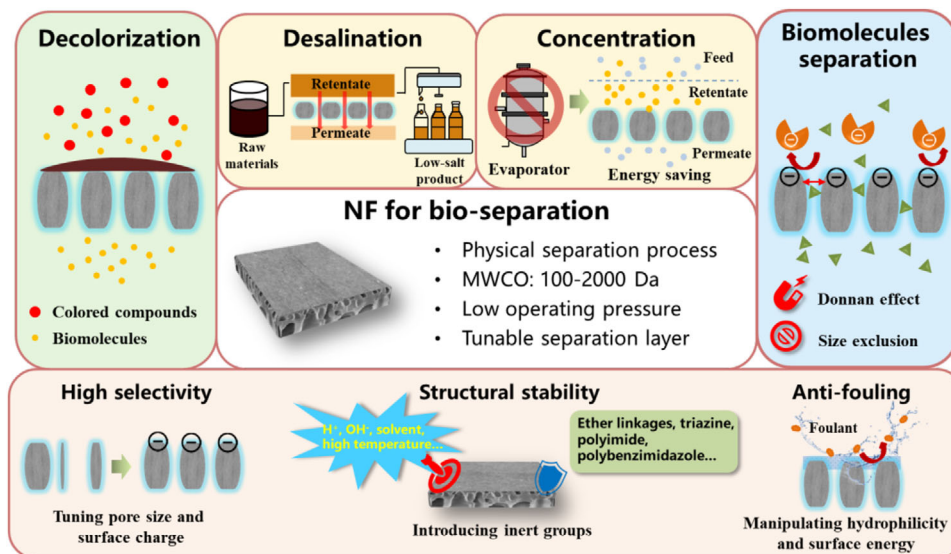 Decolorization
Colored compounds
Biomolecules
Desalination
Retentate
Permeate
Raw
materials
Low-salt
product
Concentration
Feed
Retentate
Permeate
Evaporator
Energy saving
Biomolecules
separation
Donnan effect
Size exclusion
NF for bio-separation
• Physical separation process
• MWCO: 100-2000 Da
• Low operating pressure
• Tunable separation layer
High selectivity
Tuning pore size and
surface charge
Structural stability
H⁺, OH⁻, solvent,
high temperature...
Ether linkages, triazine,
polyimide,
polybenzimidazole...
Introducing inert groups
Anti-fouling
Foulant
Manipulating hydrophilicity
and surface energy